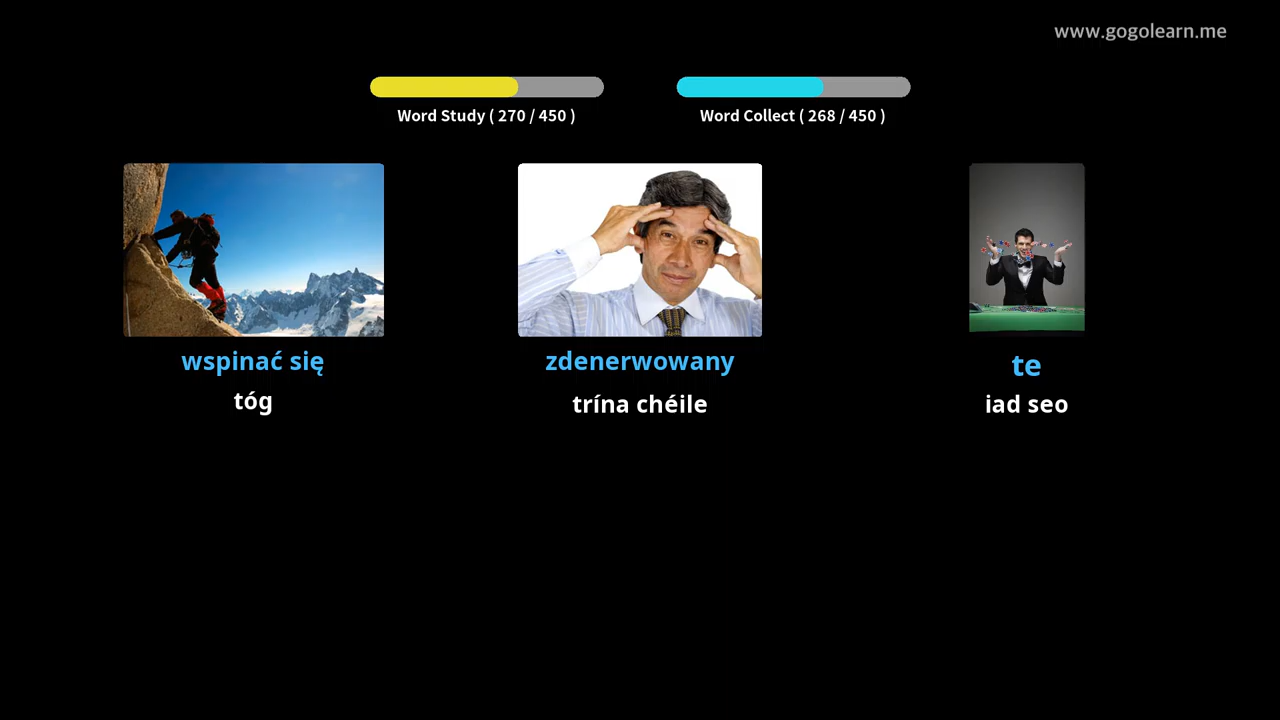 www.gogolearn.me
Word Study ( 270 / 450 )
Word Collect ( 268 / 450 )
wspinać się
tóg
zdenerwowany
trína chéile
te
iad seo